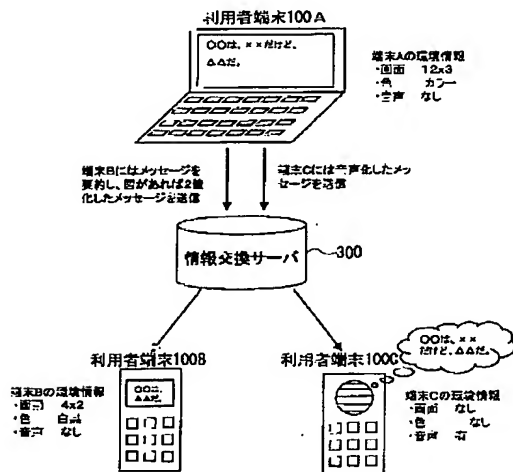 利用者端末100A
〇〇は、××だけど、
△△だ。
端末Aの環境情報
・画面 12x3
・色 カラー
・音声 なし
端末Bにはメッセージを
要約し、図があれば2値
化したメッセージを送信
端末Cには音声化したメッ
セージを送信
情報交換サーバ
300
利用者端末100B
利用者端末100C
〇〇は、××
だけど、△△だ。
〇〇は、
△△だ。
端末Bの環境情報
・画面 4x2
・色 白黒
・音声 なし
端末Cの環境情報
・画面 なし
・色 なし
・音声 有